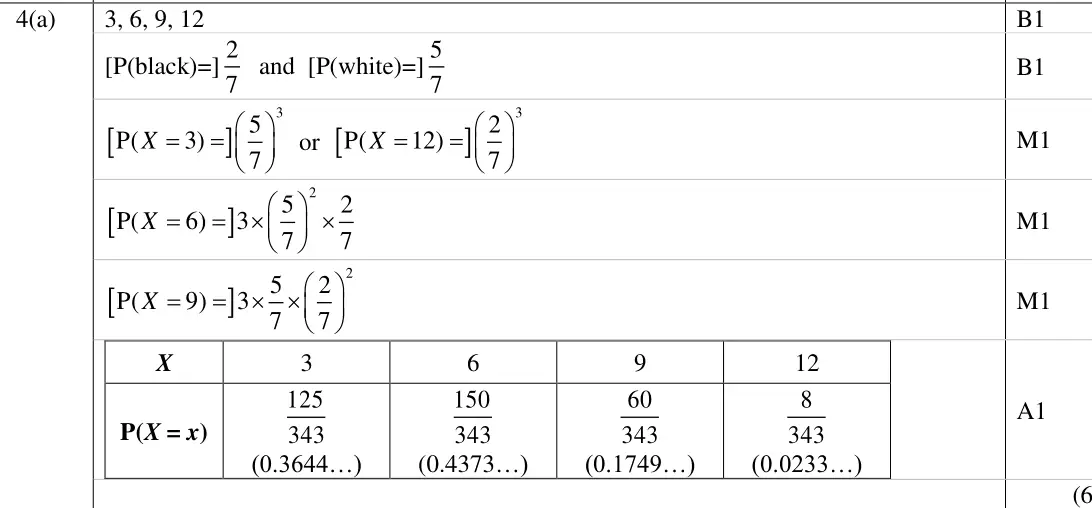 4(a) 3, 6, 9, 12 B1
[P(black)=] 2/7 and [P(white)=] 5/7 B1
[P(X = 3) =] (5/7)³ or [P(X = 12) =] (2/7)³ M1
[P(X = 6) =] 3 × (5/7)² × 2/7 M1
[P(X = 9) =] 3 × 5/7 × (2/7)² M1
X 3 6 9 12
P(X = x) 125/343 150/343 60/343 8/343 A1
(0.3644…) (0.4373…) (0.1749…) (0.0233…)
(6